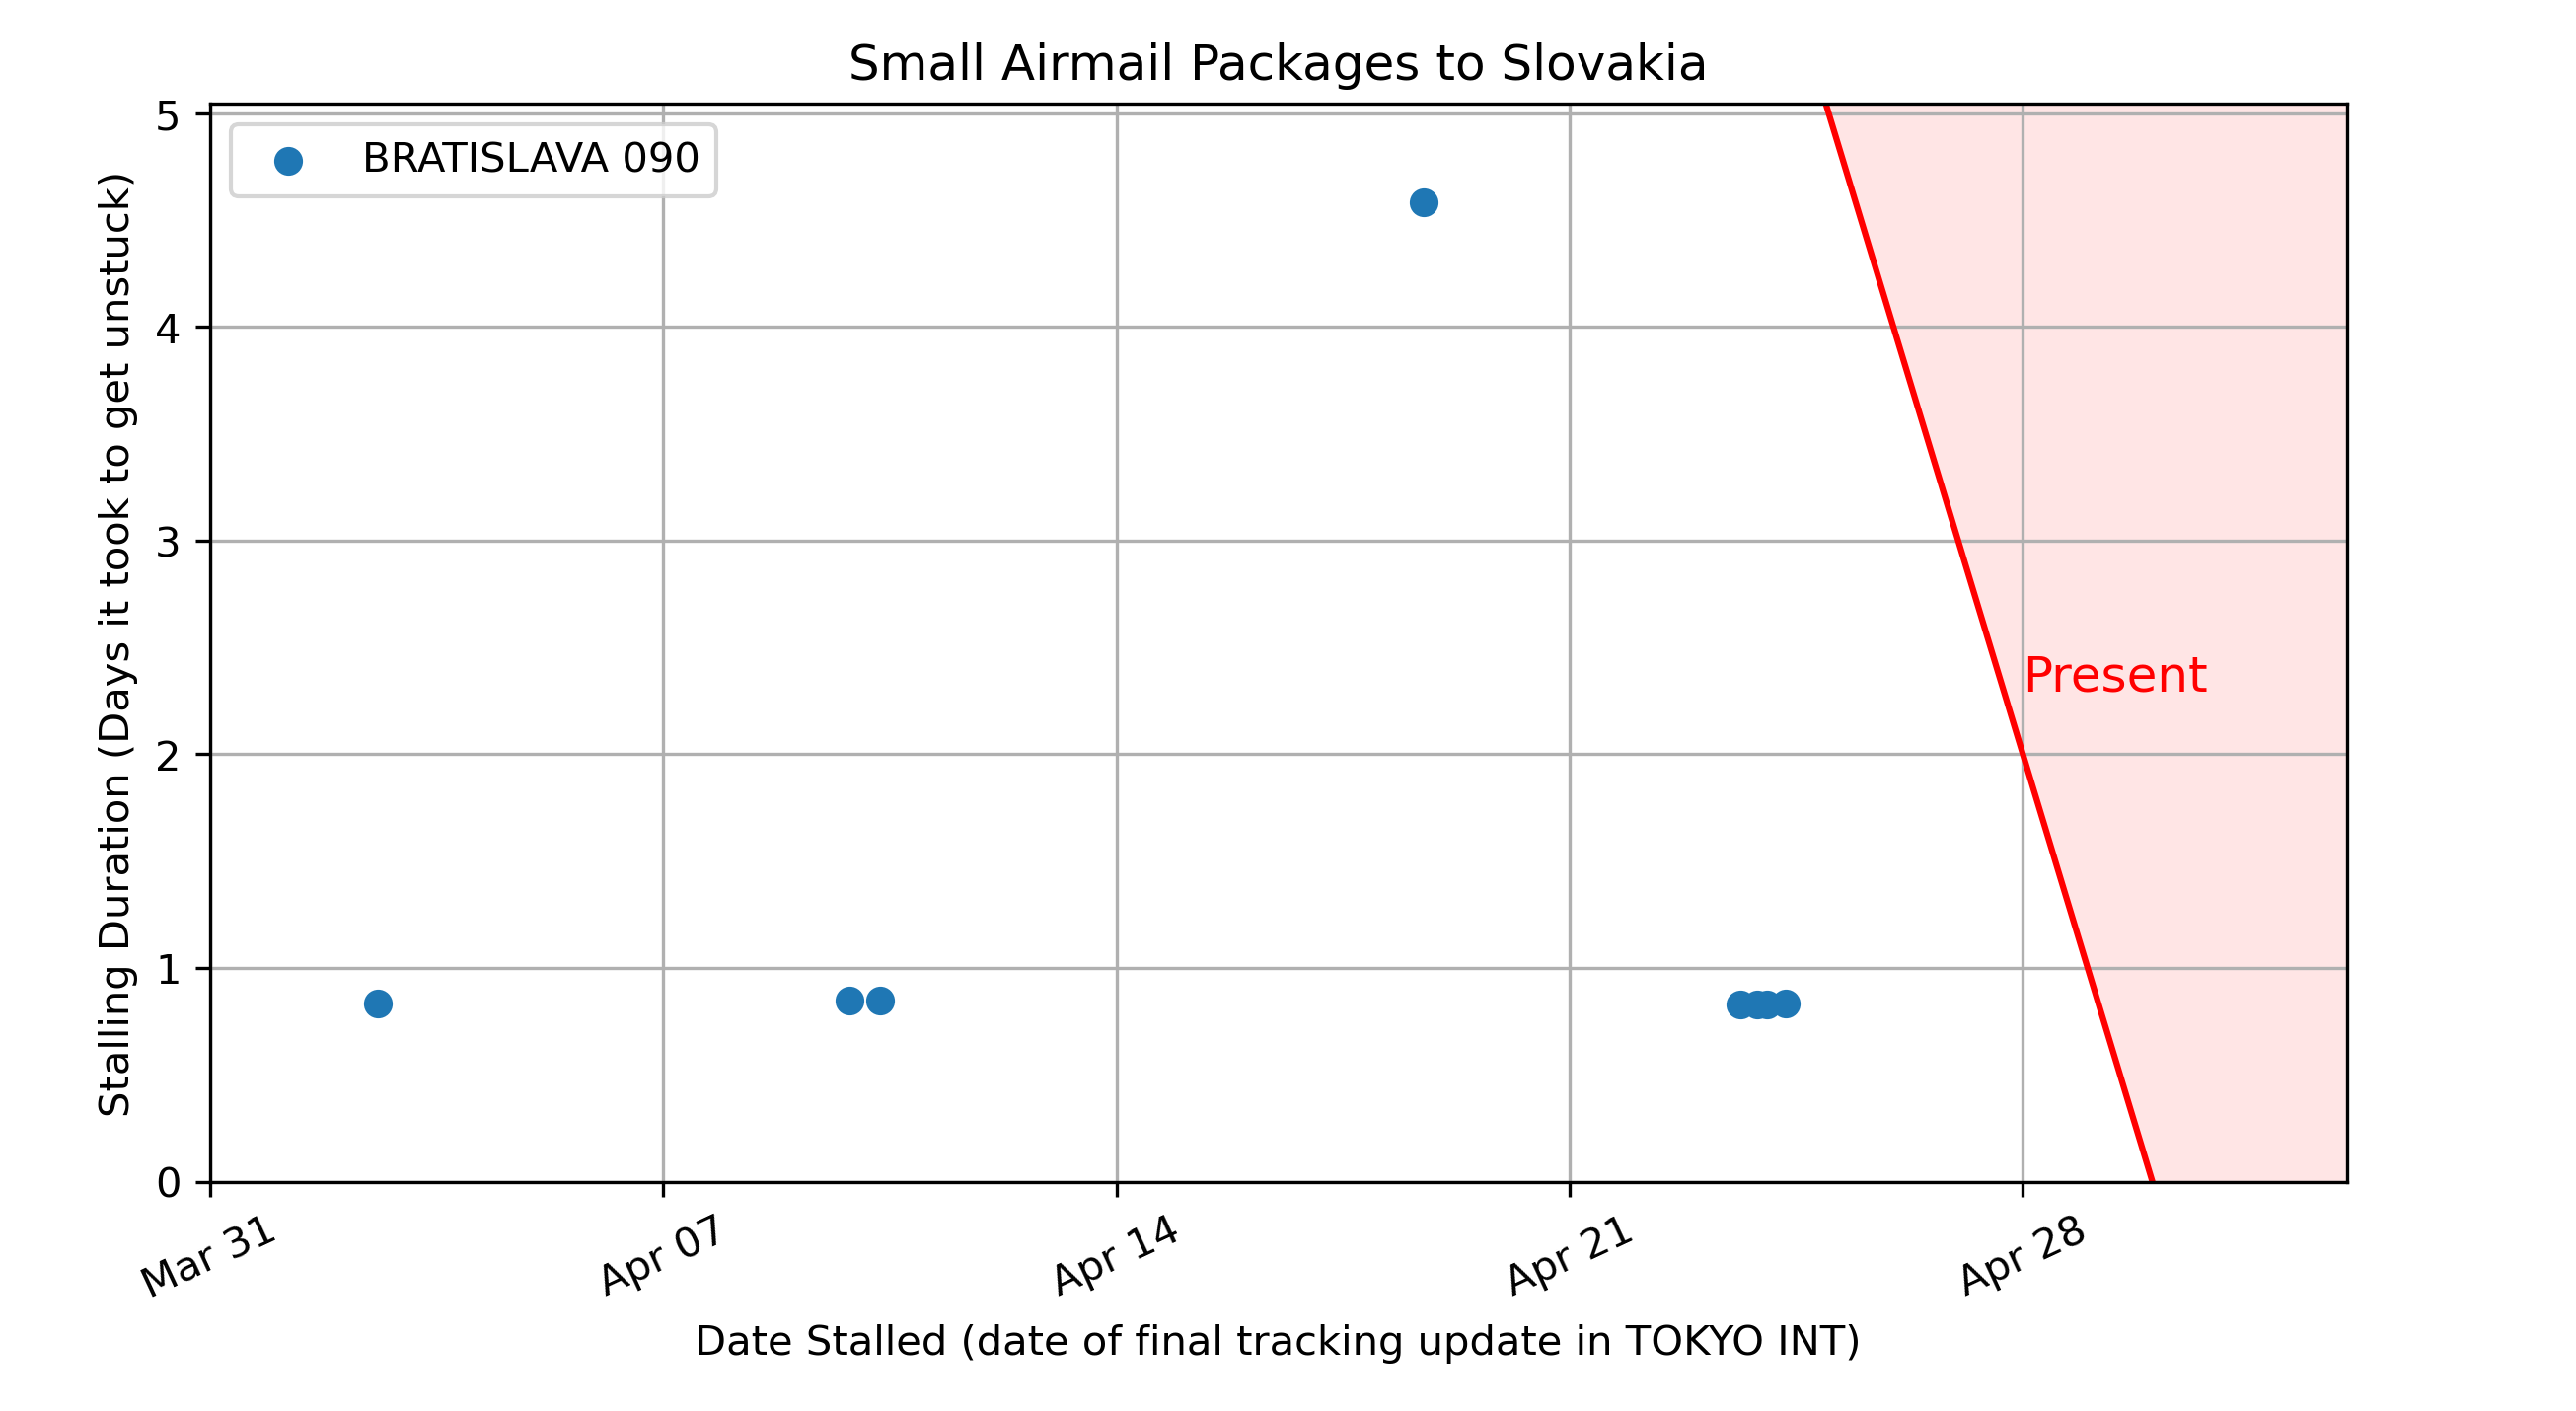 Small Airmail Packages to Slovakia
BRATISLAVA 090
Stalling Duration (Days it took to get unstuck)
5
4
3
2
1
0
Present
Mar 31
Apr 07
Apr 14
Apr 21
Apr 28
Date Stalled (date of final tracking update in TOKYO INT)